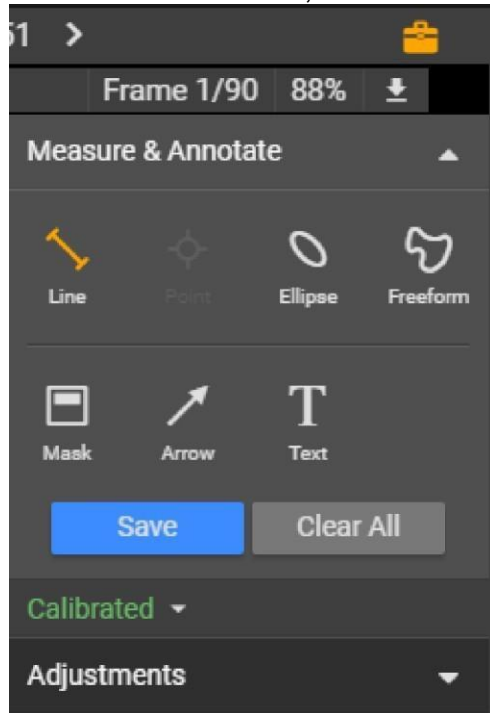 51
Frame 1/90 88%
Measure & Annotate
Line Point Ellipse Freeform
Mask Arrow Text
Save Clear All
Calibrated
Adjustments